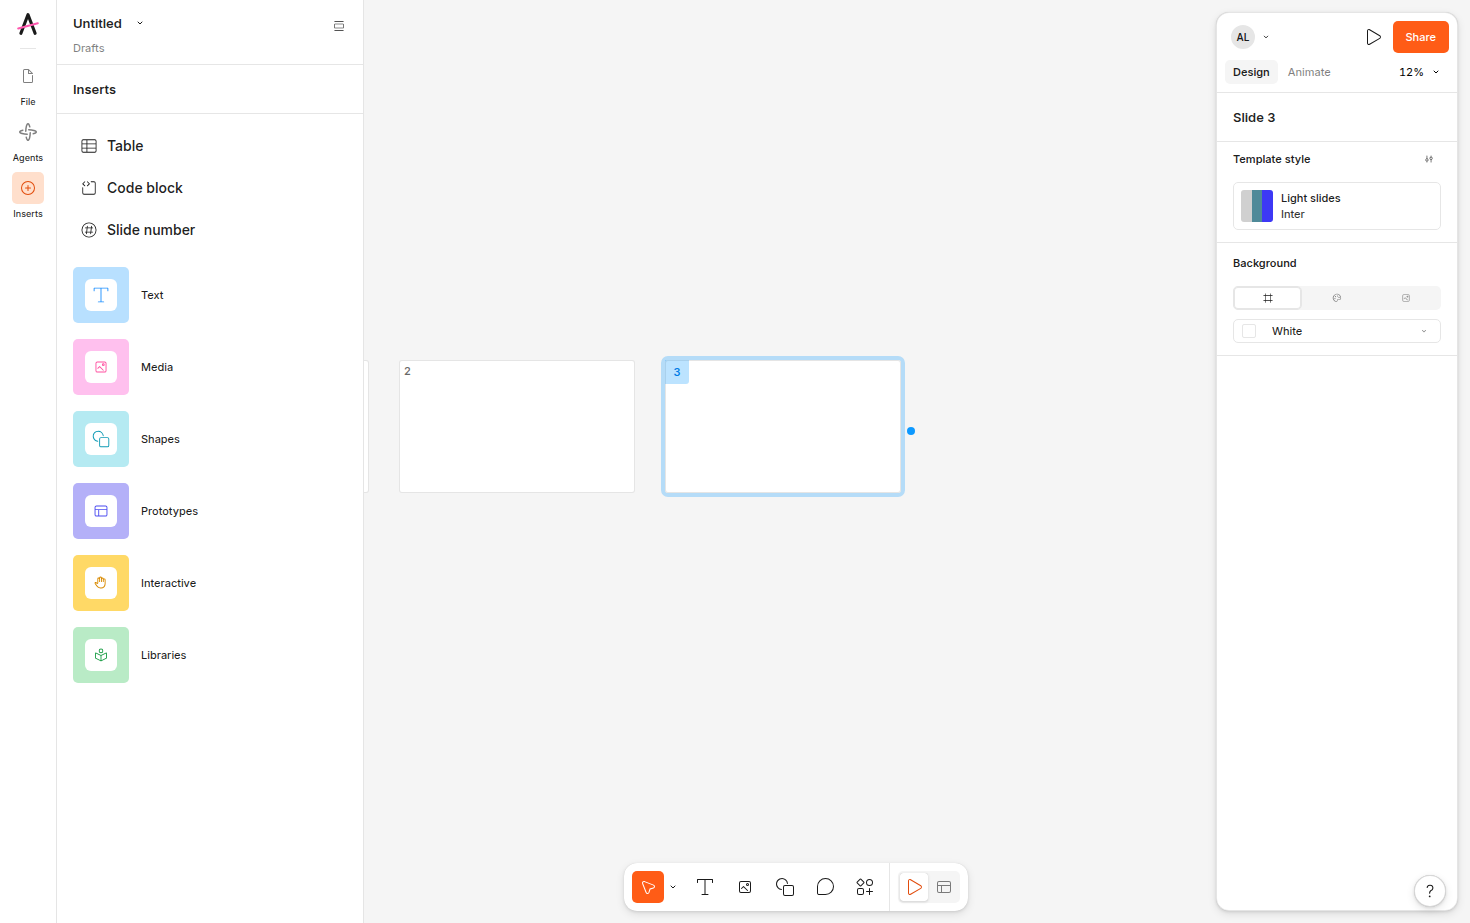 Untitled
Drafts
Inserts
File
Agents
Inserts
Table
Code block
Slide number
Text
Media
Shapes
Prototypes
Interactive
Libraries
2
3
AL
Share
Design
Animate
12%
Slide 3
Template style
Light slides
Inter
Background
White
?